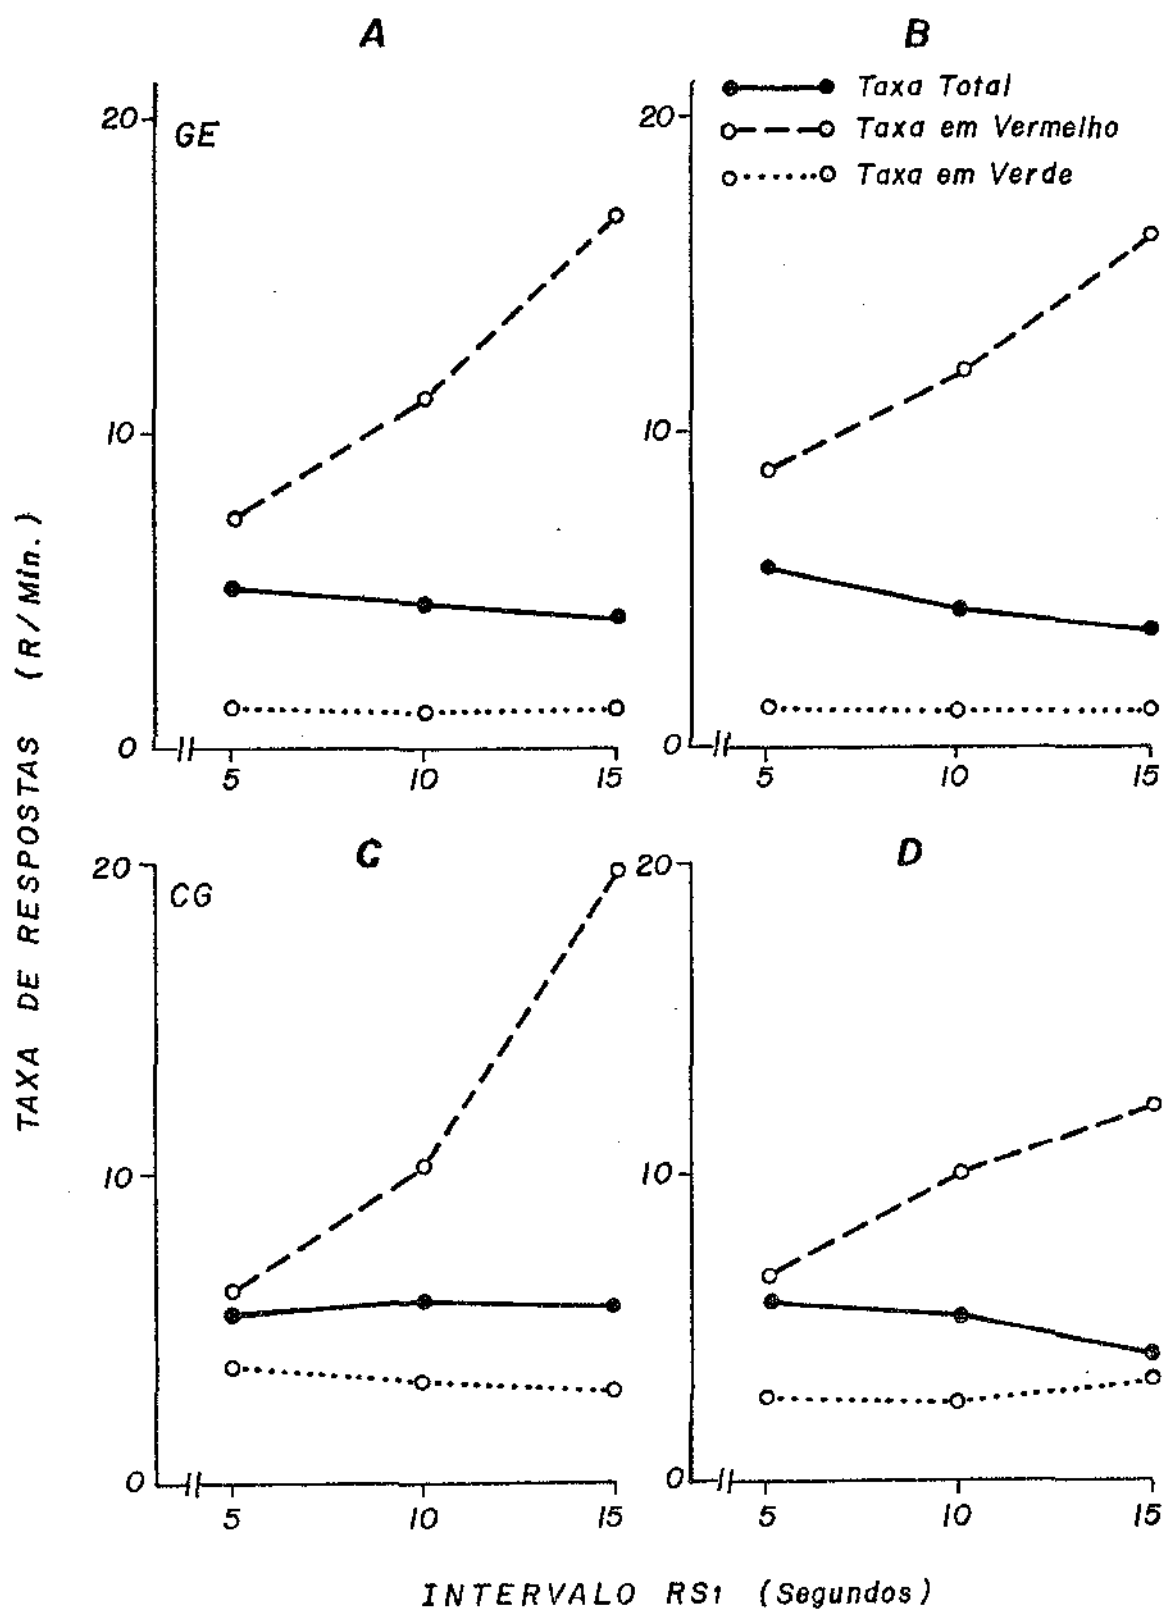 A
B
20
GE
20
Taxa Total
Taxa em Vermelho
Taxa em Verde
10
10
0
0
5
10
15
5
10
15
TAXA DE RESPOSTAS (R/Min.)
C
D
20
CG
20
10
10
0
0
5
10
15
5
10
15
INTERVALO RS1 (Segundos)